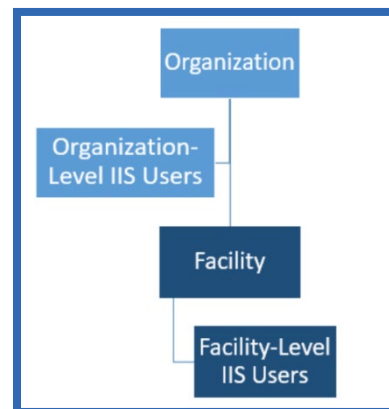 Organization
Organization-
Level IIS Users
Facility
Facility-Level
IIS Users